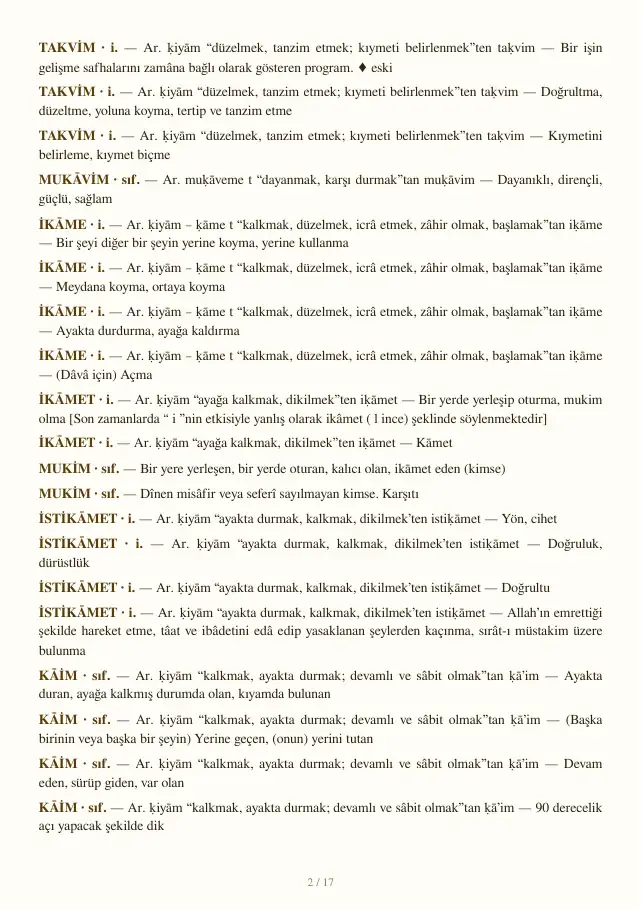 TAKVİM · i. — Ar. ḳiyām “düzelmek, tanzim etmek; kıymeti belirlenmek”ten taḳvim — Bir işin
gelişme safhalarını zamâna bağlı olarak gösteren program. ♦ eski
TAKVİM · i. — Ar. ḳiyām “düzelmek, tanzim etmek; kıymeti belirlenmek”ten taḳvim — Doğrultma,
düzeltme, yoluna koyma, tertip ve tanzim etme
TAKVİM · i. — Ar. ḳiyām “düzelmek, tanzim etmek; kıymeti belirlenmek”ten taḳvim — Kıymetini
belirleme, kıymet biçme
MUKĀVİM · sıf. — Ar. muḳāveme t “dayanmak, karşı durmak”tan muḳāvim — Dayanıklı, dirençli,
güçlü, sağlam
İKĀME · i. — Ar. ḳiyām – ḳāme t “kalkmak, düzelmek, icrâ etmek, zâhir olmak, başlamak”tan iḳāme
— Bir şeyi diğer bir şeyin yerine koyma, yerine kullanma
İKĀME · i. — Ar. ḳiyām – ḳāme t “kalkmak, düzelmek, icrâ etmek, zâhir olmak, başlamak”tan iḳāme
— Meydana koyma, ortaya koyma
İKĀME · i. — Ar. ḳiyām – ḳāme t “kalkmak, düzelmek, icrâ etmek, zâhir olmak, başlamak”tan iḳāme
— Ayakta durdurma, ayağa kaldırma
İKĀME · i. — Ar. ḳiyām – ḳāme t “kalkmak, düzelmek, icrâ etmek, zâhir olmak, başlamak”tan iḳāme
— (Dâvâ için) Açma
İKĀMET · i. — Ar. ḳiyām “ayağa kalkmak, dikilmek”ten iḳāmet — Bir yerde yerleşip oturma, mukim
olma [Son zamanlarda “ i ”nin etkisiyle yanlış olarak ikâmet ( l ince) şeklinde söylenmektedir]
İKĀMET · i. — Ar. ḳiyām “ayağa kalkmak, dikilmek”ten iḳāmet — Kāmet
MUKİM · sıf. — Bir yere yerleşen, bir yerde oturan, kalıcı olan, ikāmet eden (kimse)
MUKİM · sıf. — Dînen misâfir veya seferî sayılmayan kimse. Karşıtı
İSTİKĀMET · i. — Ar. ḳiyām “ayakta durmak, kalkmak, dikilmek’ten istiḳāmet — Yön, cihet
İSTİKĀMET · i. — Ar. ḳiyām “ayakta durmak, kalkmak, dikilmek’ten istiḳāmet — Doğruluk,
dürüstlük
İSTİKĀMET · i. — Ar. ḳiyām “ayakta durmak, kalkmak, dikilmek’ten istiḳāmet — Doğrultu
İSTİKĀMET · i. — Ar. ḳiyām “ayakta durmak, kalkmak, dikilmek’ten istiḳāmet — Allah’ın emrettiği
şekilde hareket etme, tâat ve ibâdetini edâ edip yasaklanan şeylerden kaçınma, sırât-ı müstakim üzere
bulunma
KĀİM · sıf. — Ar. ḳiyām “kalkmak, ayakta durmak; devamlı ve sâbit olmak”tan ḳā’im — Ayakta
duran, ayağa kalkmış durumda olan, kıyamda bulunan
KĀİM · sıf. — Ar. ḳiyām “kalkmak, ayakta durmak; devamlı ve sâbit olmak”tan ḳā’im — (Başka
birinin veya başka bir şeyin) Yerine geçen, (onun) yerini tutan
KĀİM · sıf. — Ar. ḳiyām “kalkmak, ayakta durmak; devamlı ve sâbit olmak”tan ḳā’im — Devam
eden, sürüp giden, var olan
KĀİM · sıf. — Ar. ḳiyām “kalkmak, ayakta durmak; devamlı ve sâbit olmak”tan ḳā’im — 90 derecelik
açı yapacak şekilde dik
2 / 17